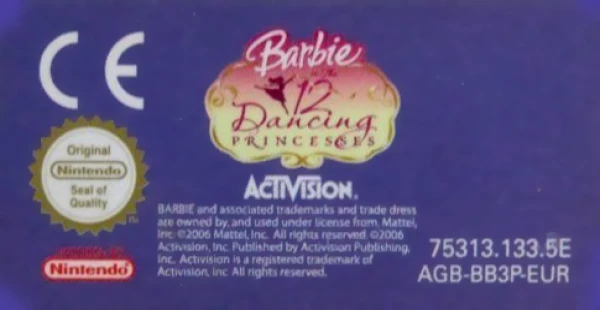 CE
Barbie
in the
12
Dancing
PRINCESSES
Original
Nintendo
Seal of
Quality
TM
ACTIVISION.
BARBIE and associated trademarks and trade dress
are owned by, and used under license from, Mattel,
Inc. ©2006 Mattel, Inc. All rights reserved. ©2006
Activision, Inc. Published by Activision Publishing,
Inc. Activision is a registered trademark of
Activision, Inc. All rights reserved.
Nintendo
75313.133.5E
AGB-BB3P-EUR